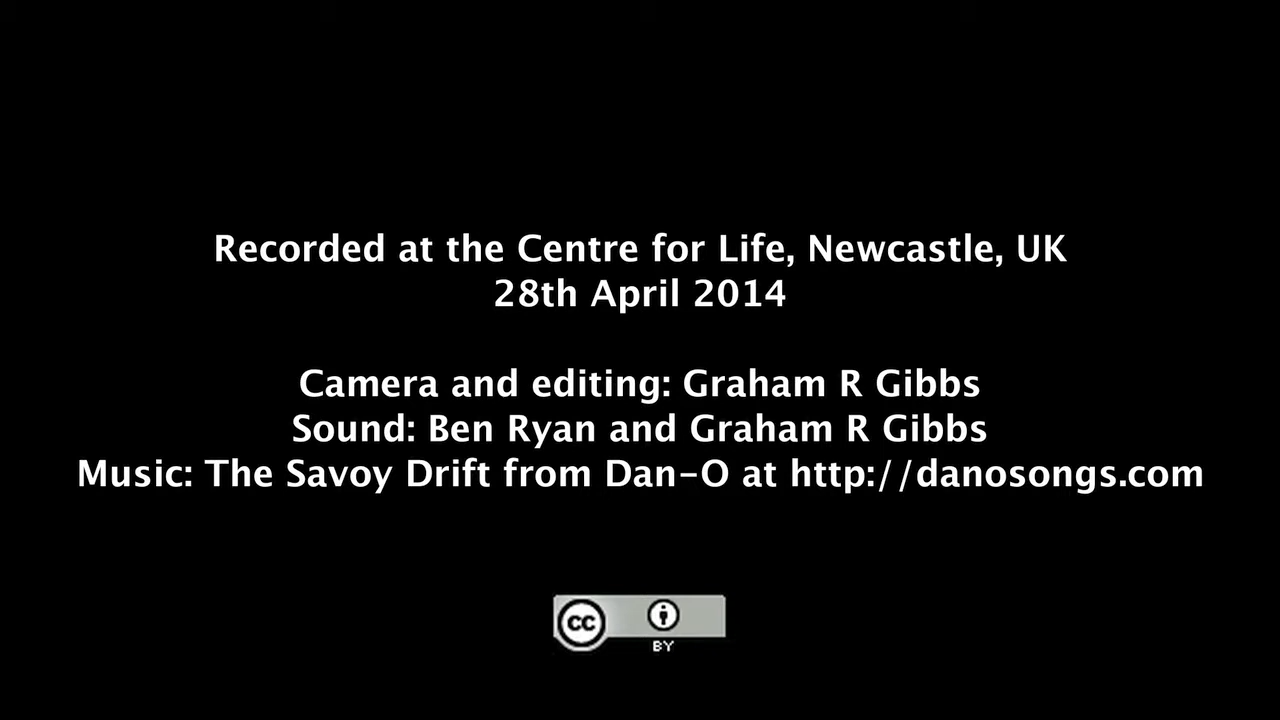 Recorded at the Centre for Life, Newcastle, UK
28th April 2014
Camera and editing: Graham R Gibbs
Sound: Ben Ryan and Graham R Gibbs
Music: The Savoy Drift from Dan-O at http://danosongs.com
CC
BY